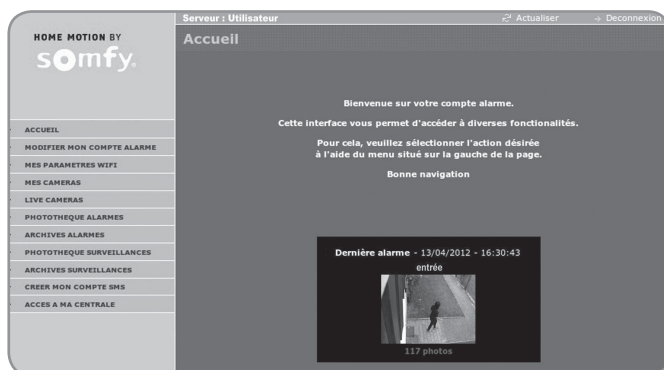 Serveur : Utilisateur
Actualiser
Deconnexion
HOME MOTION BY
somfy.
Accueil
ACCUEIL
MODIFIER MON COMPTE ALARME
MES PARAMETRES WIFI
MES CAMERAS
LIVE CAMERAS
PHOTOTHEQUE ALARMES
ARCHIVES ALARMES
PHOTOTHEQUE SURVEILLANCES
ARCHIVES SURVEILLANCES
CREER MON COMPTE SMS
ACCES A MA CENTRALE
Bienvenue sur votre compte alarme.
Cette interface vous permet d'accéder à diverses fonctionalités.
Pour cela, veuillez sélectionner l'action désirée
à l'aide du menu situé sur la gauche de la page.
Bonne navigation
Dernière alarme - 13/04/2012 - 16:30:43
entrée
117 photos